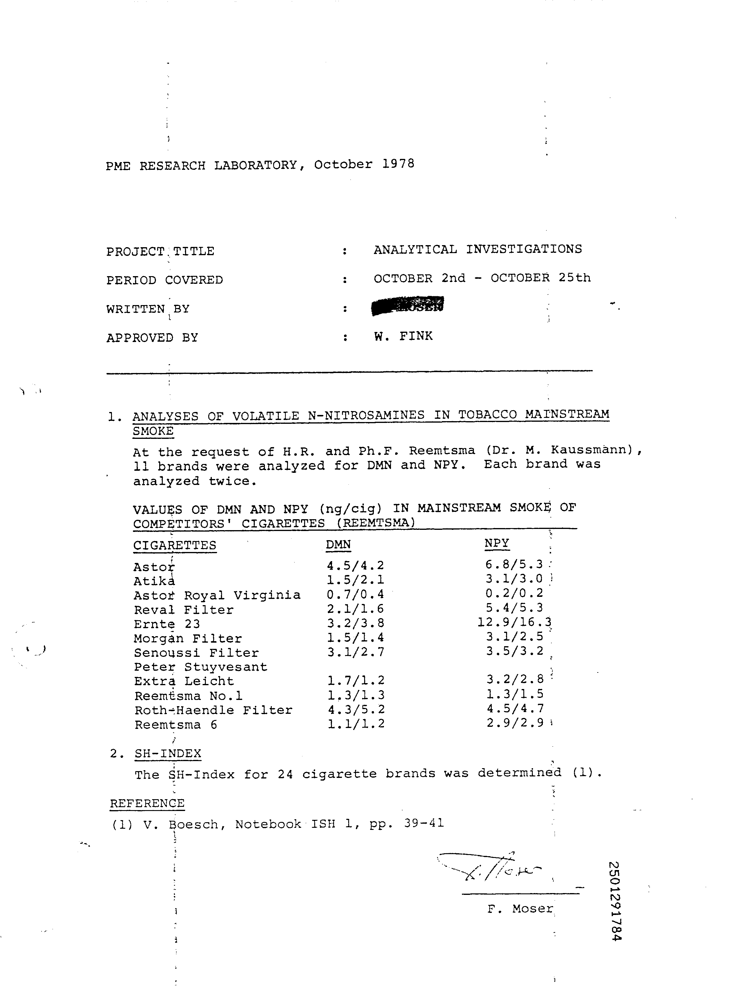 PME RESEARCH LABORATORY, October 1978
PROJECT TITLE : ANALYTICAL INVESTIGATIONS
PERIOD COVERED : OCTOBER 2nd - OCTOBER 25th
WRITTEN BY : MOSER
APPROVED BY : W. FINK
1. ANALYSES OF VOLATILE N-NITROSAMINES IN TOBACCO MAINSTREAM
SMOKE
At the request of H.R. and Ph.F. Reemtsma (Dr. M. Kaussmann),
11 brands were analyzed for DMN and NPY. Each brand was
analyzed twice.
VALUES OF DMN AND NPY (ng/cig) IN MAINSTREAM SMOKE OF
COMPETITORS' CIGARETTES (REEMTSMA)
CIGARETTES DMN NPY
Astor 4.5/4.2 6.8/5.3
Atika 1.5/2.1 3.1/3.0
Astor Royal Virginia 0.7/0.4 0.2/0.2
Reval Filter 2.1/1.6 5.4/5.3
Ernte 23 3.2/3.8 12.9/16.3
Morgan Filter 1.5/1.4 3.1/2.5
Senoussi Filter 3.1/2.7 3.5/3.2
Peter Stuyvesant
Extra Leicht 1.7/1.2 3.2/2.8
Reemtsma No.1 1.3/1.3 1.3/1.5
Roth-Haendle Filter 4.3/5.2 4.5/4.7
Reemtsma 6 1.1/1.2 2.9/2.9
2. SH-INDEX
The SH-Index for 24 cigarette brands was determined (1).
REFERENCE
(1) V. Boesch, Notebook ISH 1, pp. 39-41
F. Moser
F. Moser
2501291784